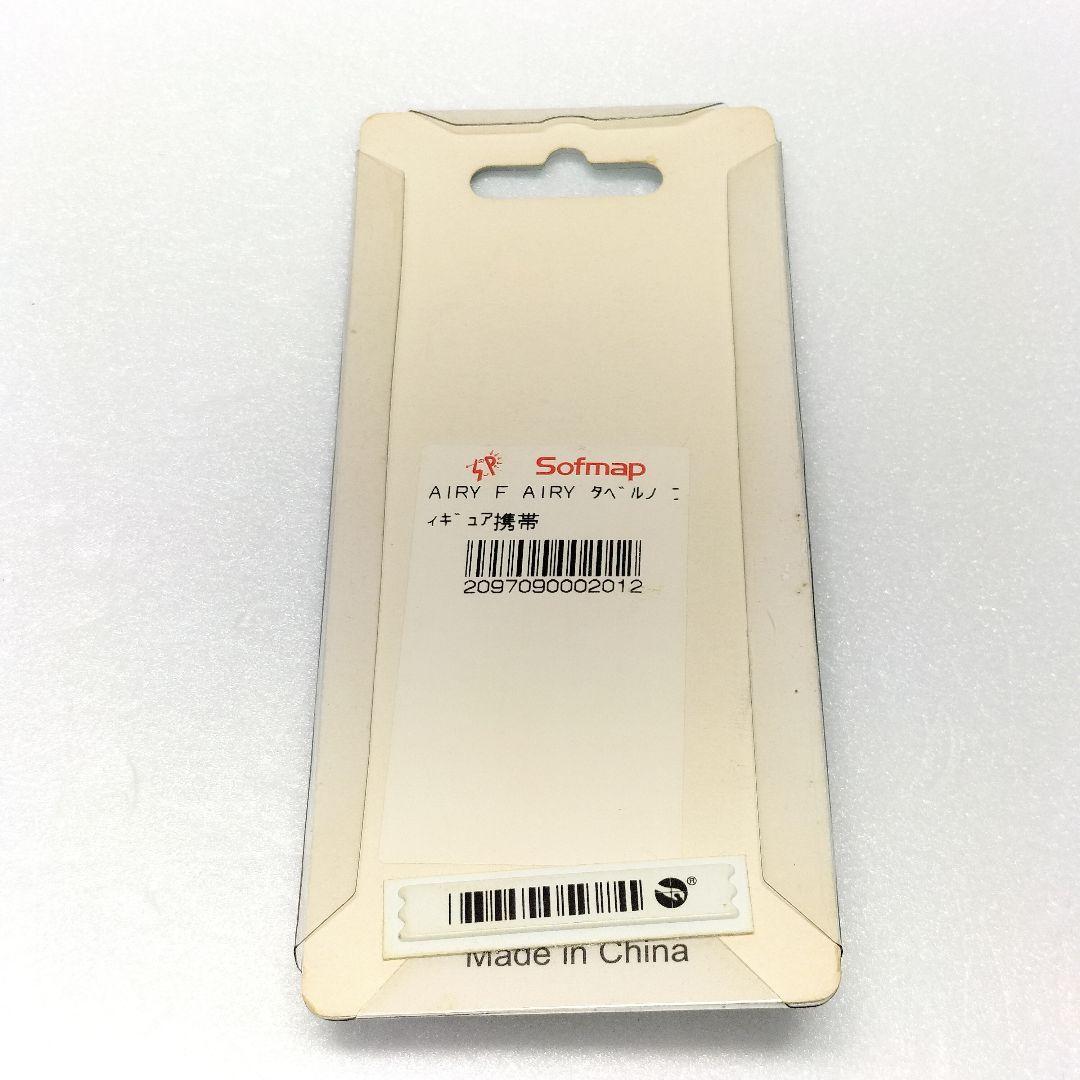 Sofmap
AIRY F AIRY ﾀﾍﾞﾙﾉ ﾌ
ｨｷﾞｭｱ携帯
2097090002012
®
Made in China